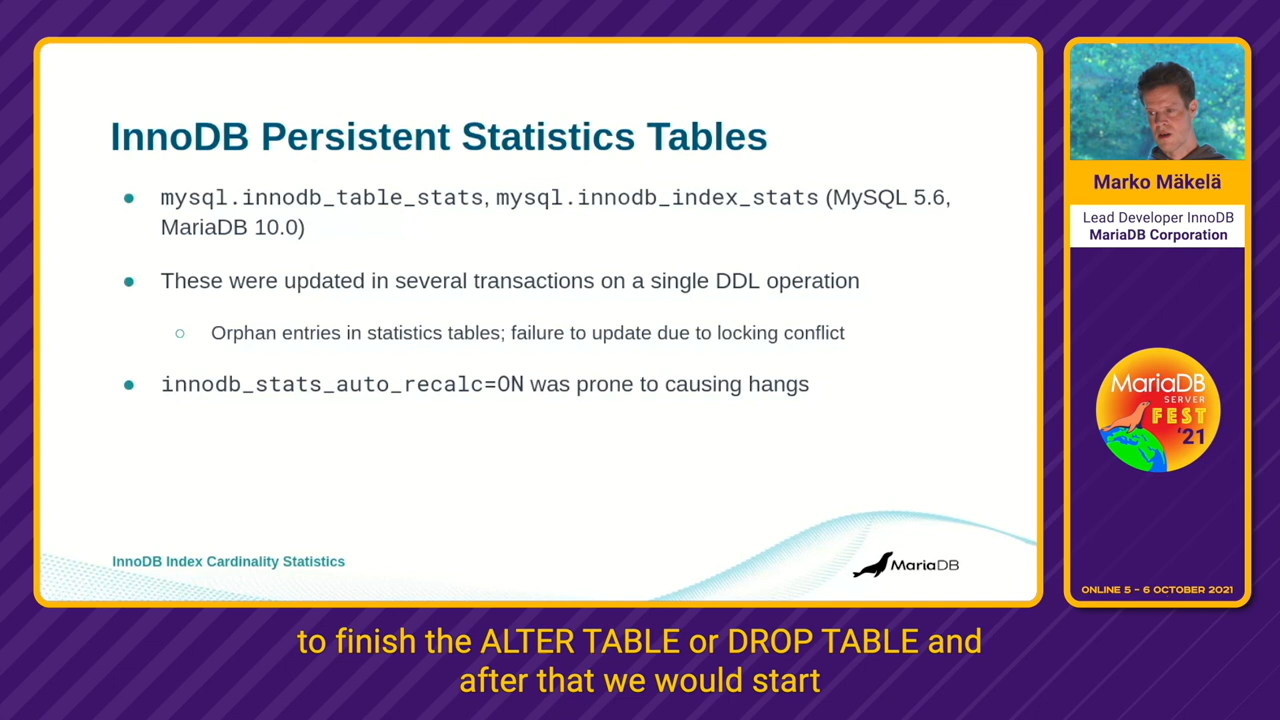 InnoDB Persistent Statistics Tables
mysql.innodb_table_stats, mysql.innodb_index_stats (MySQL 5.6,
MariaDB 10.0)
These were updated in several transactions on a single DDL operation
Orphan entries in statistics tables; failure to update due to locking conflict
innodb_stats_auto_recalc=ON was prone to causing hangs
InnoDB Index Cardinality Statistics
MariaDB
Marko Mäkelä
Lead Developer InnoDB
MariaDB Corporation
MariaDB
SERVER
FEST
'21
ONLINE 5 – 6 OCTOBER 2021
to finish the ALTER TABLE or DROP TABLE and
after that we would start